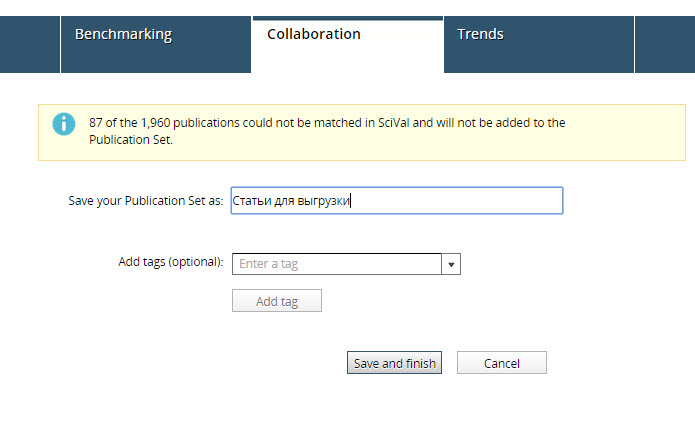 Benchmarking
Collaboration
Trends
87 of the 1,960 publications could not be matched in SciVal and will not be added to the
Publication Set.
Save your Publication Set as: Статьи для выгрузки
Add tags (optional): Enter a tag
Add tag
Save and finish
Cancel